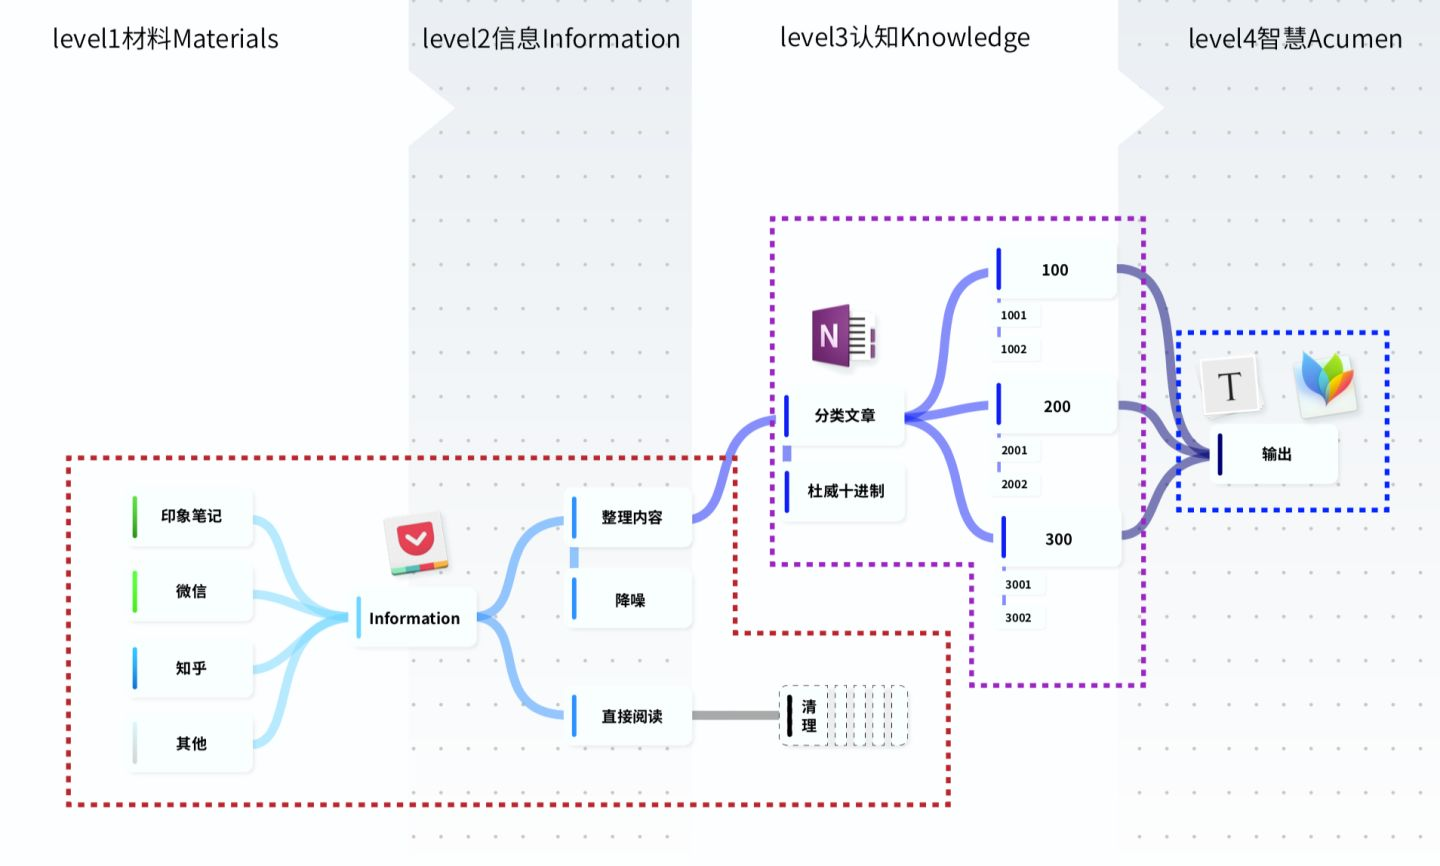 level1材料Materials
level2信息Information
level3认知Knowledge
level4智慧Acumen
印象笔记
微信
知乎
其他
Information
整理内容
降噪
直接阅读
清
理
N
分类文章
杜威十进制
100
1001
1002
200
2001
2002
300
3001
3002
T
输出